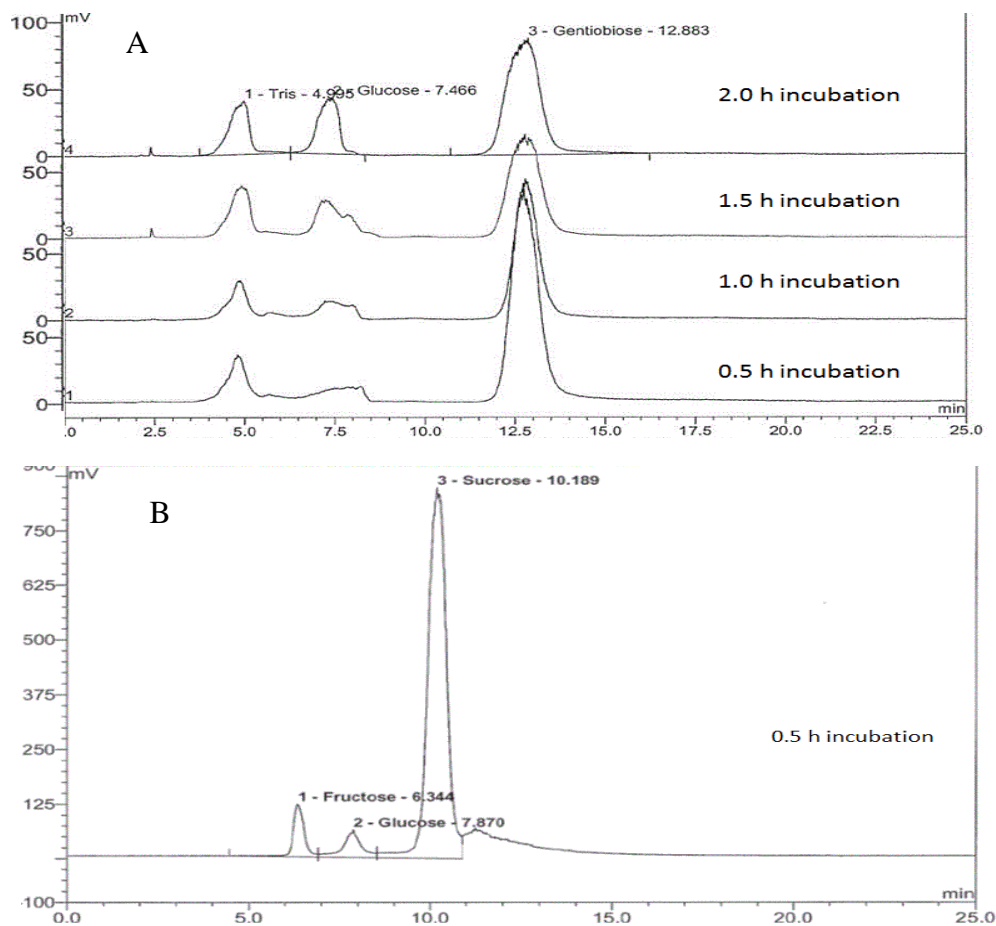 100 mV
A
3 - Gentiobiose - 12.883
50
1 - Tris - 4.995
2 - Glucose - 7.466
2.0 h incubation
0
4
50
1.5 h incubation
0
3
50
1.0 h incubation
0
2
50
0.5 h incubation
0
1
min
.0 2.5 5.0 7.5 10.0 12.5 15.0 17.5 20.0 22.5 25.0
900
mV
3 - Sucrose - 10.189
B
750
625
500
375
250
0.5 h incubation
125
1 - Fructose - 6.344
2 - Glucose - 7.870
-100
min
0.0 5.0 10.0 15.0 20.0 25.0